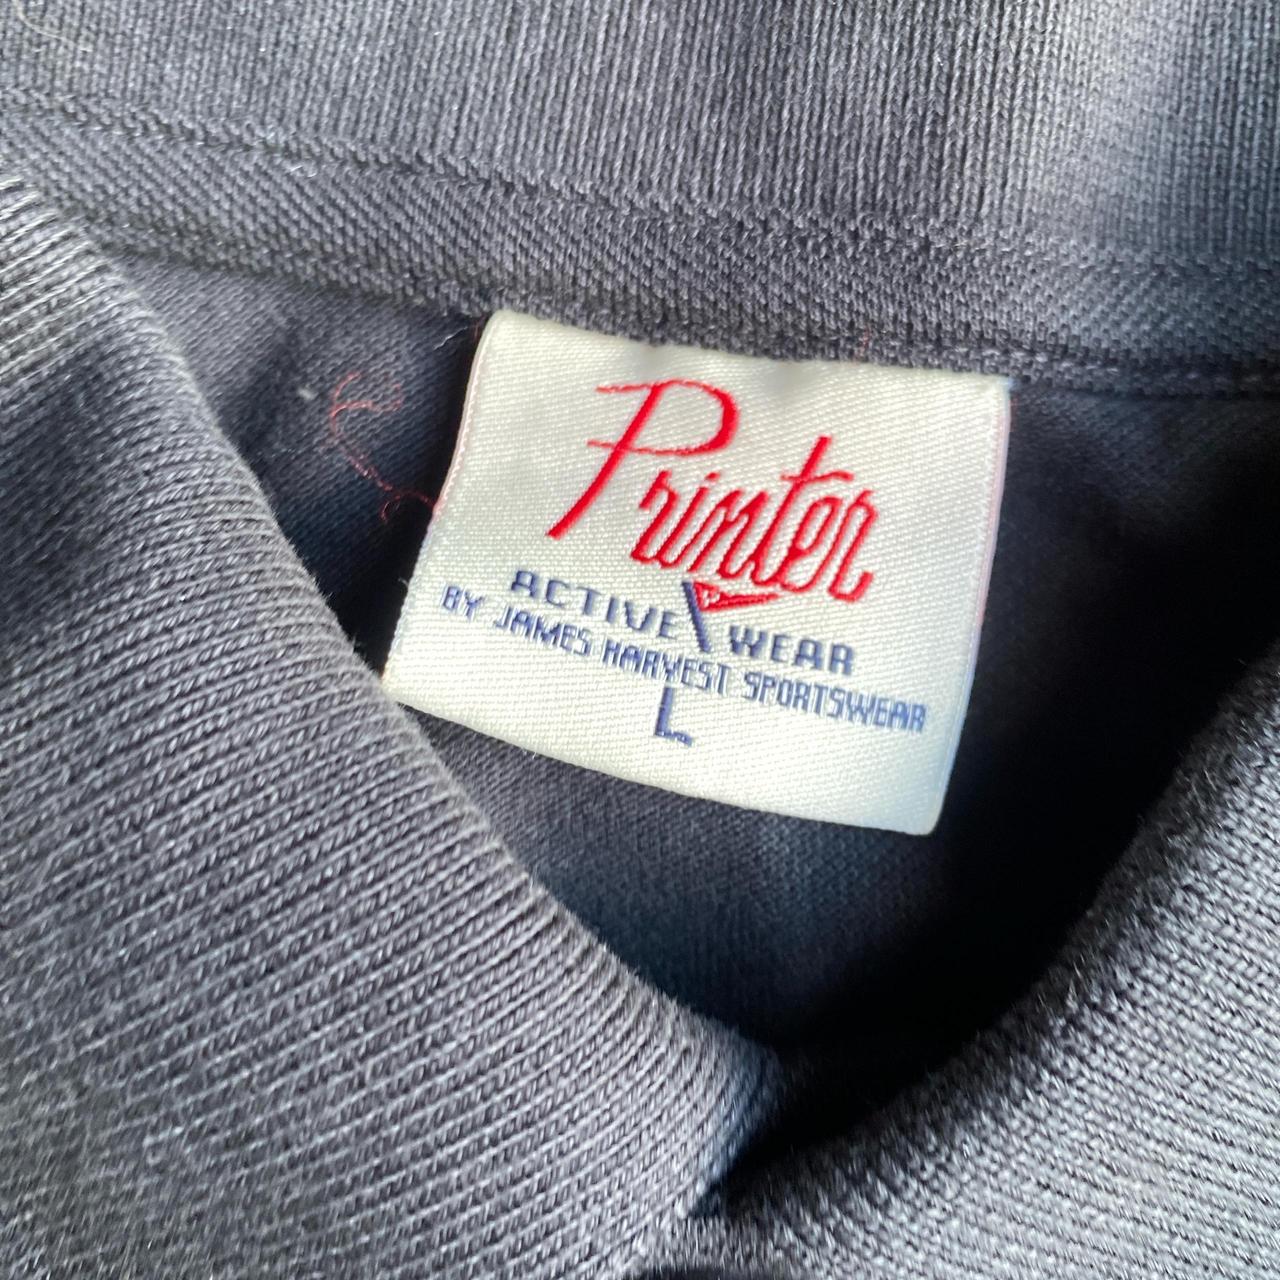 Printer
ACTIVE WEAR
BY JAMES HARVEST SPORTSWEAR
L